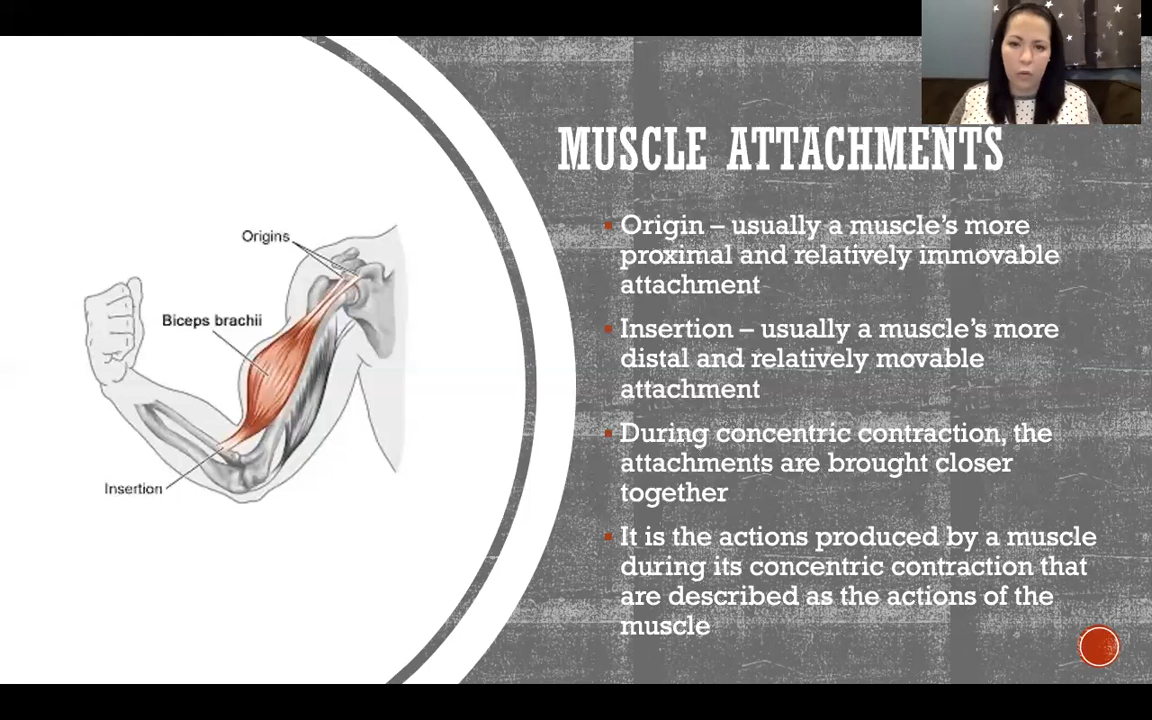 MUSCLE ATTACHMENTS
Origin – usually a muscle's more
proximal and relatively immovable
attachment
Insertion – usually a muscle's more
distal and relatively movable
attachment
During concentric contraction, the
attachments are brought closer
together
It is the actions produced by a muscle
during its concentric contraction that
are described as the actions of the
muscle
Origins
Biceps brachii
Insertion